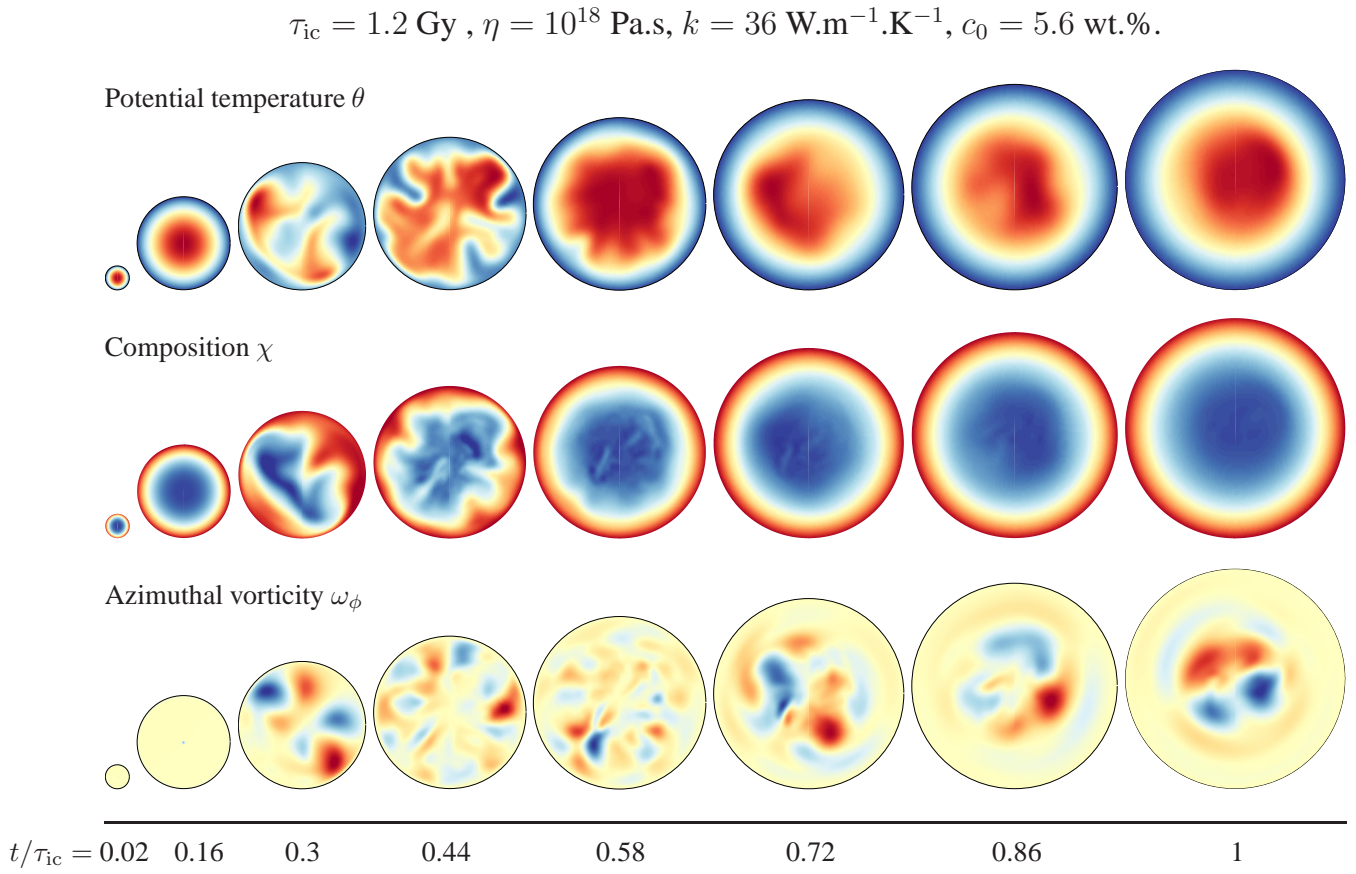 τ_ic = 1.2 Gy , η = 10^18 Pa.s, k = 36 W.m^−1.K^−1, c_0 = 5.6 wt.%.
Potential temperature θ
Composition χ
Azimuthal vorticity ω_ϕ
t/τ_ic = 0.02 0.16 0.3 0.44 0.58 0.72 0.86 1